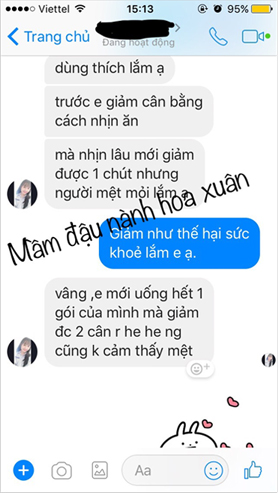 Viettel 15:13 95%
Trang chủ
Đang hoạt động
dùng thích lắm ạ
trước e giảm cân bằng
cách nhịn ăn
mà nhịn lâu mới giảm
được 1 chút nhưng
người mệt mỏi lắm ạ
Mầm đậu nành hoa xuân
Giảm như thế hại sức
khoẻ lắm e ạ.
vâng ,e mới uống hết 1
gói của mình mà giảm
đc 2 cân r he he ng
cũng k cảm thấy mệt
Aa